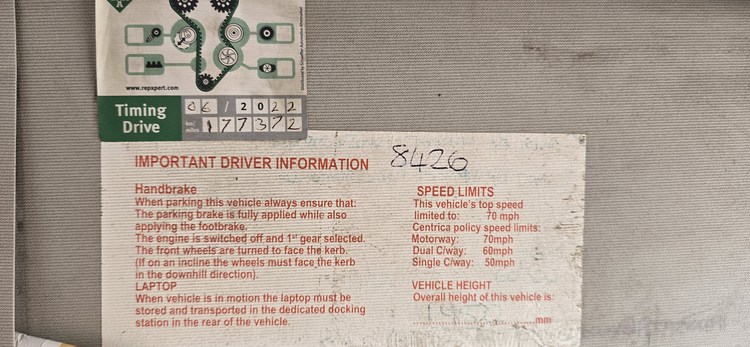 A
www.repxpert.com
Timing
Drive
06 / 2022
km/
miles
177372
IMPORTANT DRIVER INFORMATION 8426
Handbrake
When parking this vehicle always ensure that:
The parking brake is fully applied while also
applying the footbrake.
The engine is switched off and 1st gear selected.
The front wheels are turned to face the kerb.
(If on an incline the wheels must face the kerb
in the downhill direction).
LAPTOP
When vehicle is in motion the laptop must be
stored and transported in the dedicated docking
station in the rear of the vehicle.
SPEED LIMITS
This vehicle's top speed
limited to: 70 mph
Centrica policy speed limits:
Motorway: 70mph
Dual C/way: 60mph
Single C/way: 50mph
VEHICLE HEIGHT
Overall height of this vehicle is:
mm